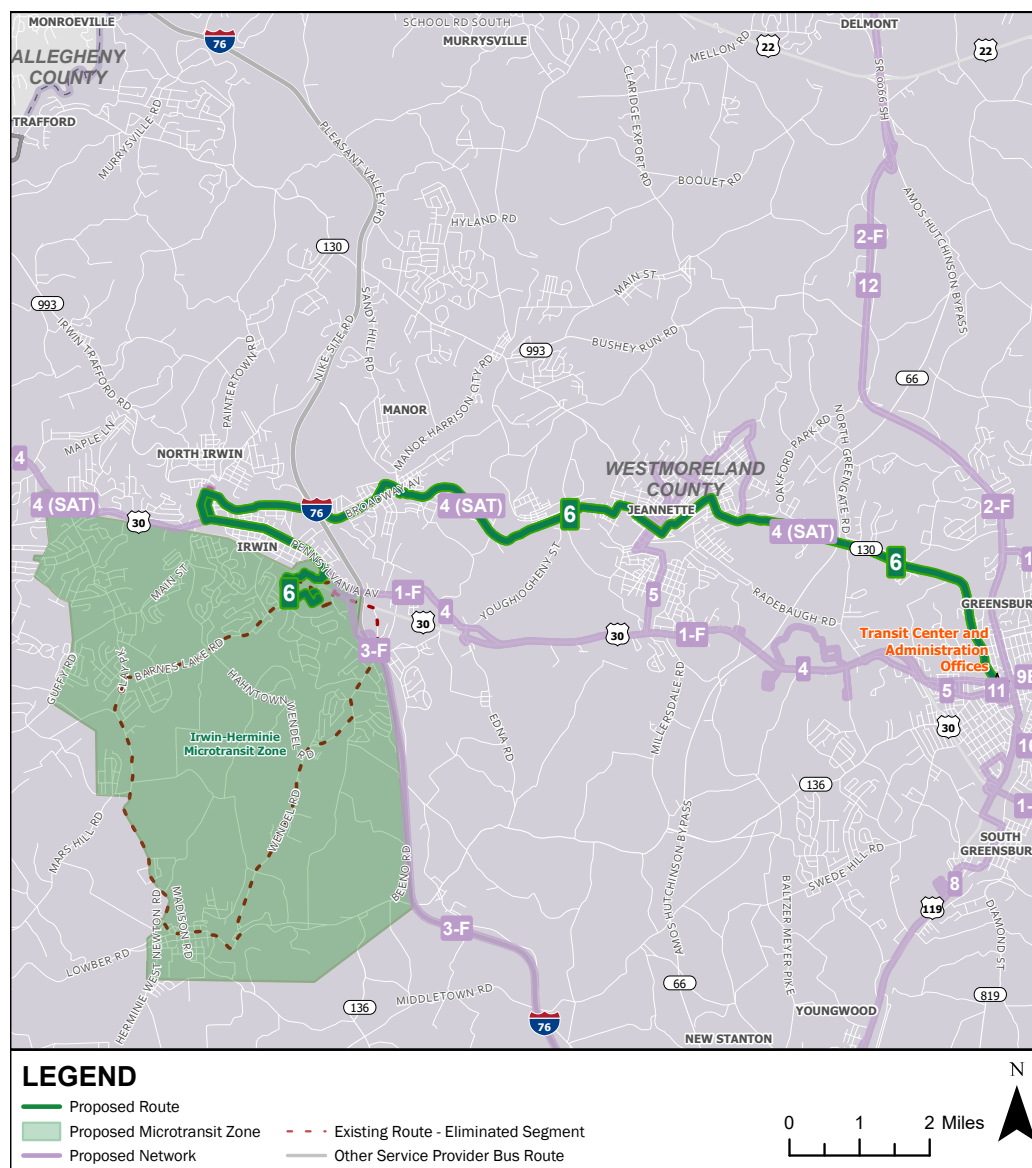 MONROEVILLE
SCHOOL RD SOUTH
DELMONT
76
MURRYSVILLE
MELLON RD
22
22
ALLEGHENY
COUNTY
CLARIDGE EXPORT RD
SR 0066 SH
TRAFFORD
MURRYSVILLE RD
PLEASANT VALLEY RD
BOQUET RD
AMOS HUTCHINSON BYPASS
HYLAND RD
2-F
130
12
MAIN ST
993
SANDY HILL RD
IRWIN TRAFFORD RD
NIKE SITE RD
PAINTERTOWN RD
BUSHEY RUN RD
993
66
MANOR HARRISON CITY RD
MANOR
MAPLE LN
NORTH IRWIN
OAKFORD PARK RD
NORTH GREENGATE RD
4
WESTMORELAND
COUNTY
4 (SAT)
30
76
BROADWAY AV
4 (SAT)
6
JEANNETTE
4 (SAT)
2-F
IRWIN
PENNSYLVANIA AV
130
6
MAIN ST
YOUGHIOGHENY ST
6
1-F
5
RADEBAUGH RD
GREENSBUR
4
30
30
1-F
Transit Center and
Administration
Offices
3-F
BARNES LAKE RD
CLAY PK
GUFFY RD
HAHNTOWN WENDEL RD
4
5
11
9B
MILLERSDALE RD
30
EDNA RD
Irwin-Herminie
Microtransit Zone
10
136
WENDEL RD
1-
MARS HILL RD
AMOS HUTCHINSON BYPASS
SOUTH
GREENSBUR
SWEDE HILL RD
BEENO RD
BALTZER MEYER PIKE
8
MADISON RD
119
HERMINIE WEST NEWTON RD
3-F
DIAMOND ST
LOWBER RD
66
MIDDLETOWN RD
819
136
YOUNGWOOD
76
NEW STANTON
LEGEND
Proposed Route
Proposed Microtransit Zone
Existing Route - Eliminated Segment
Proposed Network
Other Service Provider Bus Route
0 1 2 Miles
N